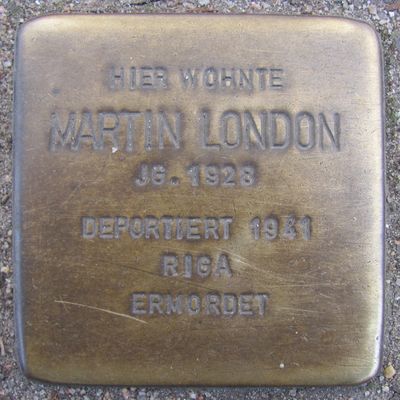 HIER WOHNTE
MARTIN LONDON
JG. 1928
DEPORTIERT 1941
RIGA
ERMORDET